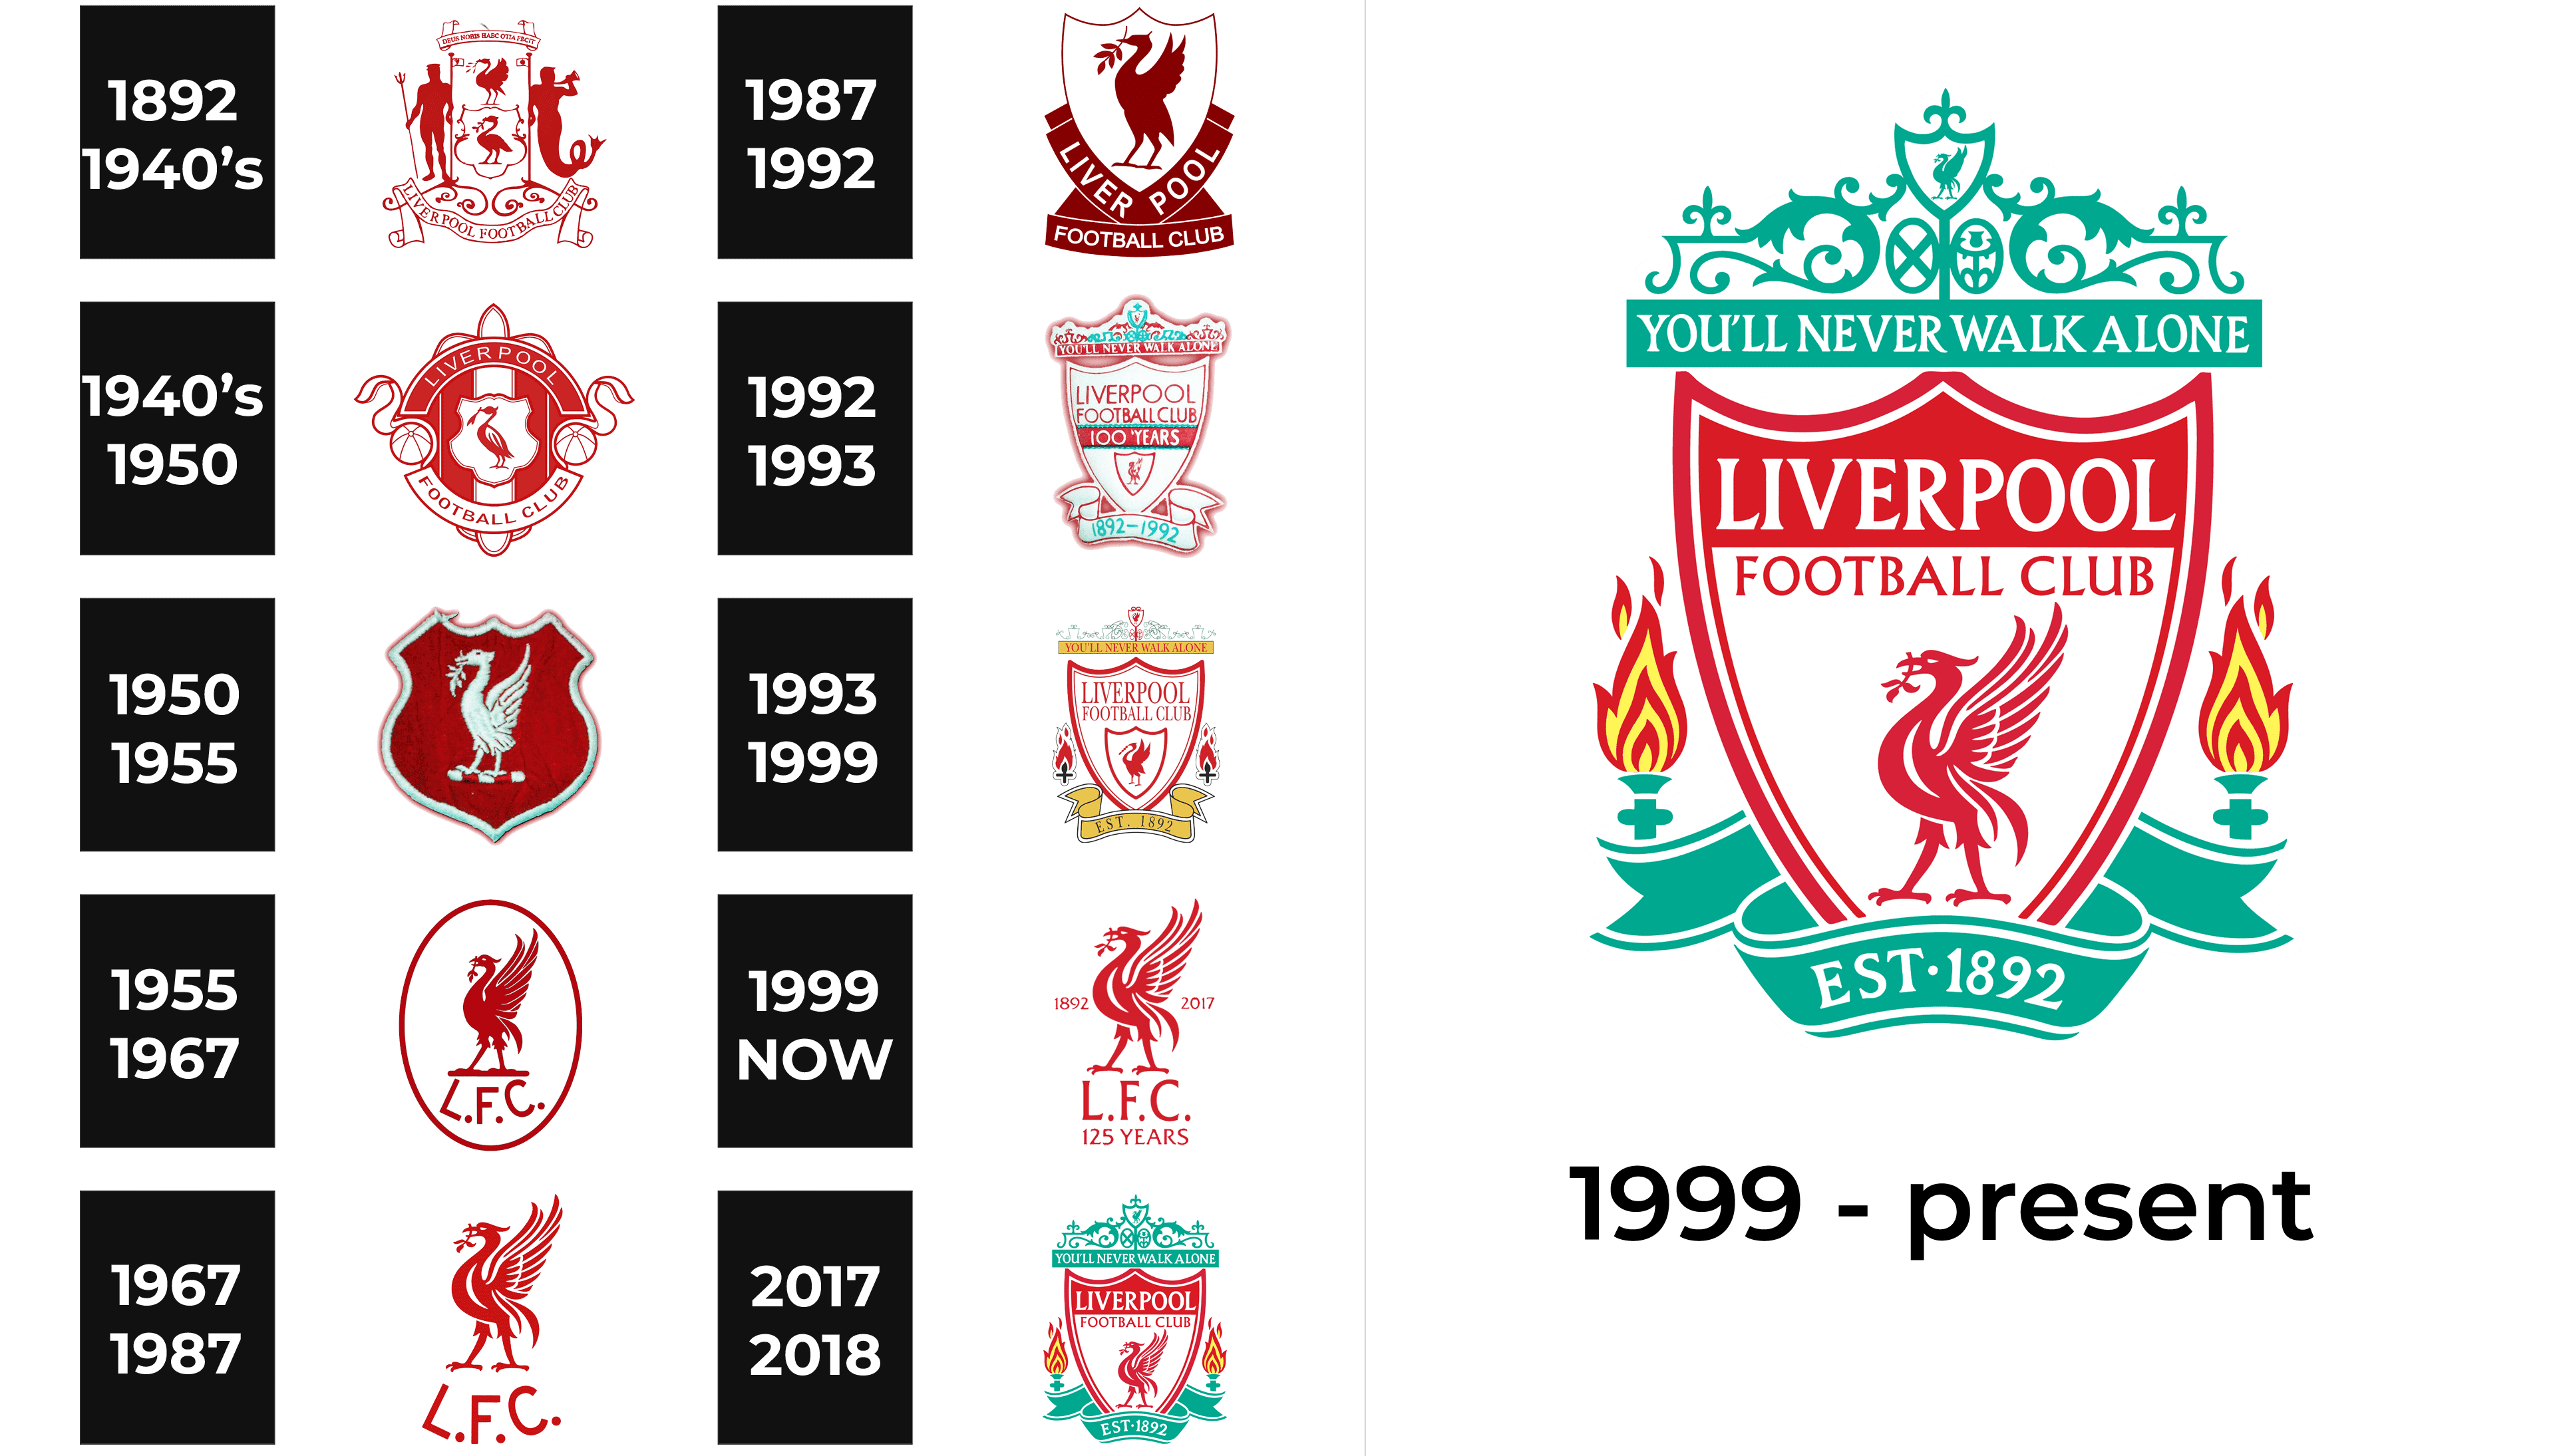 1892
1940’s
DEUS NOBIS HAEC OTIA FECIT
LIVERPOOL FOOTBALL CLUB
1940’s
1950
LIVERPOOL
FOOTBALL CLUB
1950
1955
1955
1967
L.F.C.
1967
1987
L.F.C.
1987
1992
LIVERPOOL
FOOTBALL CLUB
1992
1993
YOU'LL NEVER WALK ALONE
LIVERPOOL
FOOTBALL CLUB
100 YEARS
1892-1992
1993
1999
YOU'LL NEVER WALK ALONE
LIVERPOOL
FOOTBALL CLUB
EST. 1892
1999
NOW
1892 2017
L.F.C.
125 YEARS
2017
2018
YOU'LL NEVER WALK ALONE
LIVERPOOL
FOOTBALL CLUB
EST·1892
YOU'LL NEVER WALK ALONE
LIVERPOOL
FOOTBALL CLUB
EST·1892
1999 - present